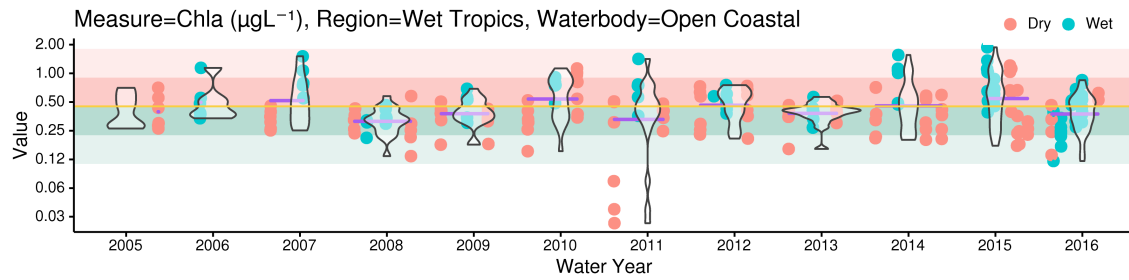 Measure=Chla (µgL⁻¹), Region=Wet Tropics, Waterbody=Open Coastal
Dry Wet
2.00
1.00
0.50
0.25
0.12
0.06
0.03
Value
2005 2006 2007 2008 2009 2010 2011 2012 2013 2014 2015 2016
Water Year